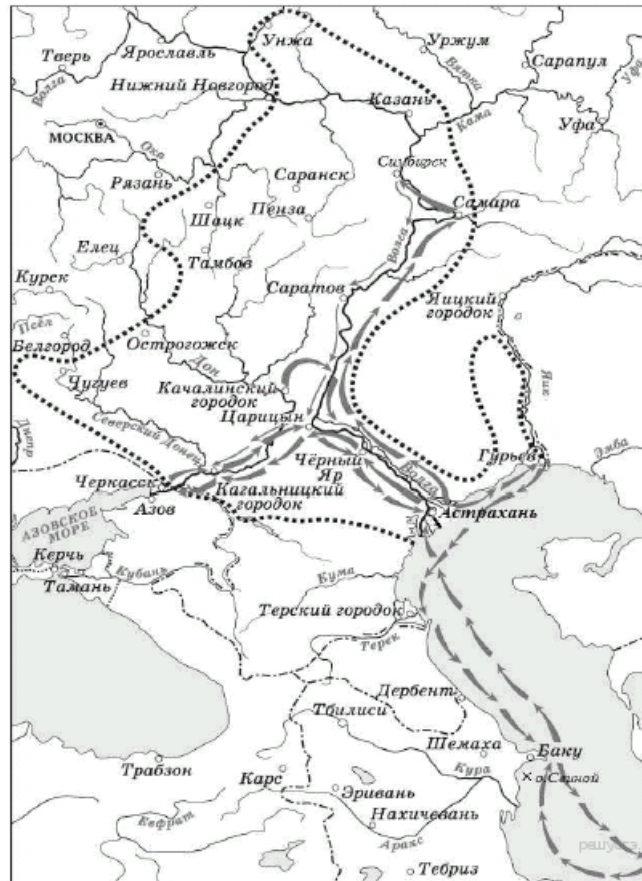 Унжа
Тверь
Ярославль
Уржум
Вятка
Сарапул
Уфа
Волга
Нижний Новгород
Казань
Кама
Уфа
МОСКВА
Ока
Рязань
Саранск
Симбирск
Самара
Шацк
Пенза
Волга
Елец
Тамбов
Курск
Саратов
Яицкий
городок
Псёл
Белгород
Острогожск
Дон
Чугуев
Качалинский
городок
Яик
Днепр
Северский Донец
Царицын
Гурьев
Эмба
Чёрный
Яр
Волга
Черкасск
Кагальницкий
городок
Азов
Астрахань
АЗОВСКОЕ
МОРЕ
Керчь
Кубань
Тамань
Кума
Терский городок
Терек
Дербент
Тбилиси
Шемаха
Баку
Трабзон
Карс
Кура
о.Свиной
Эривань
Нахичевань
Евфрат
Аракс
Тебриз